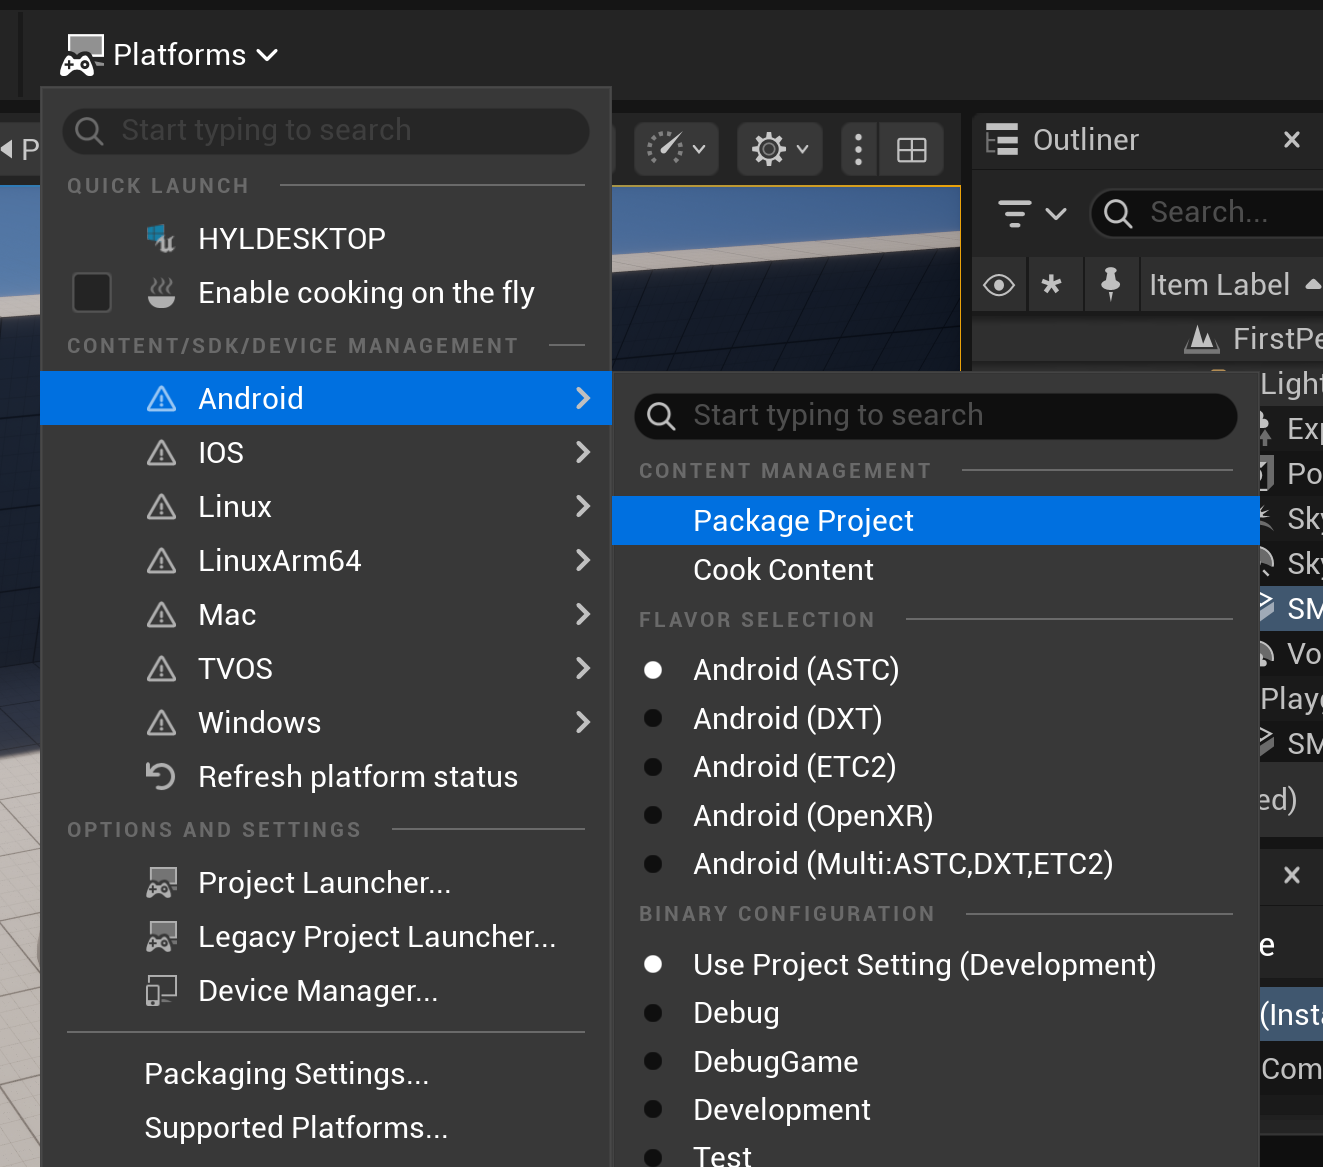 Platforms
Start typing to search
P
Outliner
QUICK LAUNCH
Search...
HYLDESKTOP
Enable cooking on the fly
Item Label
CONTENT/SDK/DEVICE MANAGEMENT
FirstPe
Android
Light
Start typing to search
Exp
IOS
CONTENT MANAGEMENT
Po
Linux
Package Project
Sky
LinuxArm64
Cook Content
Sky
Mac
FLAVOR SELECTION
SM
TVOS
Android (ASTC)
Vo
Windows
Android (DXT)
Playe
SM
Refresh platform status
Android (ETC2)
ed)
OPTIONS AND SETTINGS
Android (OpenXR)
Project Launcher...
Android (Multi:ASTC,DXT,ETC2)
Legacy Project Launcher...
BINARY CONFIGURATION
e
Device Manager...
Use Project Setting (Development)
Debug
(Insta
Packaging Settings...
DebugGame
Com
Supported Platforms...
Development
Test